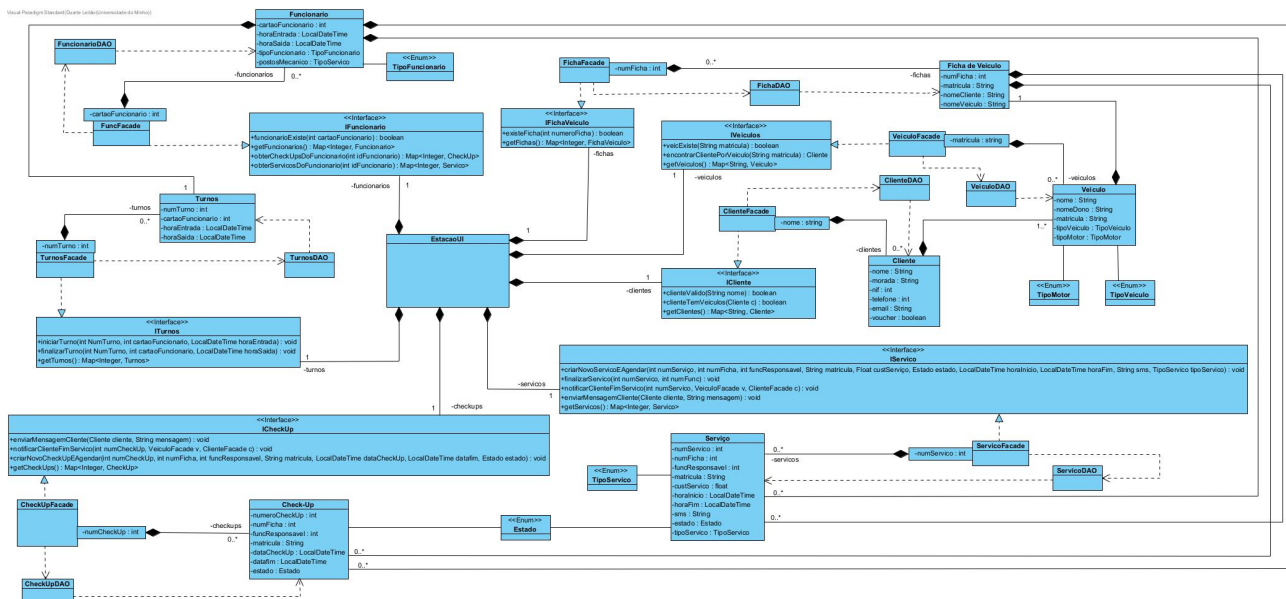 Visual Paradigm Standard(Duarte Leitão(Universidade do Minho))
Funcionario
-cartaoFuncionario : int
-horaEntrada : LocalDateTime
-horaSaida : LocalDateTime
-tipoFuncionario : TipoFuncionario
-postosMecanico : TipoServico
FuncionarioDAO
<<Enum>>
TipoFuncionario
-funcionarios
0..*
-cartaoFuncionario : int
FuncFacade
<<Interface>>
IFuncionario
+funcionarioExiste(int cartaoFuncionario) : boolean
+getFuncionarios() : Map<Integer, Funcionario>
+obterCheckUpsDoFuncionario(int idFuncionario) : Map<Integer, CheckUp>
+obterServicosDoFuncionario(int idFuncionario) : Map<Integer, Servico>
-funcionarios
1
FichaFacade
-numFicha : int
0..*
-fichas
Ficha de Veiculo
-numFicha : int
-matricula : String
-nomeCliente : String
-nomeVeiculo : String
1
FichaDAO
<<Interface>>
IFichaVeiculo
+existeFicha(int numeroFicha) : boolean
+getFichas() : Map<Integer, FichaVeiculo>
-fichas
1
<<Interface>>
IVeiculos
+veicExiste(String matricula) : boolean
+encontrarClientePorVeiculo(String matricula) : Cliente
+getVeiculos() : Map<String, Veiculo>
-veiculos
1
VeiculoFacade
-matricula : string
0..*
-veiculos
VeiculoDAO
Veiculo
-nome : String
-nomeDono : String
-matricula : String
-tipoVeiculo : TipoVeiculo
-tipoMotor : TipoMotor
1..*
<<Enum>>
TipoMotor
<<Enum>>
TipoVeiculo
ClienteDAO
ClienteFacade
-nome : string
-clientes
0..*
Cliente
-nome : String
-morada : String
-nif : int
-telefone : int
-email : String
-voucher : boolean
<<Interface>>
ICliente
+clienteValido(String nome) : boolean
+clienteTemVeiculos(Cliente c) : boolean
+getClientes() : Map<String, Cliente>
1
-clientes
1
Turnos
-numTurno : int
-cartaoFuncionario : int
-horaEntrada : LocalDateTime
-horaSaida : LocalDateTime
-turnos
0..*
-numTurno : int
TurnosFacade
TurnosDAO
EstacaoUI
<<Interface>>
ITurnos
+iniciarTurno(int NumTurno, int cartaoFuncionario, LocalDateTime horaEntrada) : void
+finalizarTurno(int NumTurno, int cartaoFuncionario, LocalDateTime horaSaida) : void
+getTurnos() : Map<Integer, Turnos>
1
-turnos
<<Interface>>
IServico
+criarNovoServicoEAgendar(int numServiço, int numFicha, int funcResponsavel, String matricula, Float custServiço, Estado estado, LocalDateTime horaInicio, LocalDateTime horaFim, String sms, TipoServico tipoServico) : void
+finalizarServico(int numServico, int numFunc) : void
+notificarClienteFimServico(int numServico, VeiculoFacade v, ClienteFacade c) : void
+enviarMensagemCliente(Cliente cliente, String mensagem) : void
+getServicos() : Map<Integer, Servico>
-servicos
1
-checkups
1
<<Interface>>
ICheckUp
+enviarMensagemCliente(Cliente cliente, String mensagem) : void
+notificarClienteFimServico(int numCheckUp, VeiculoFacade v, ClienteFacade c) : void
+criarNovoCheckUpEAgendar(int numCheckUp, int numFicha, int funcResponsavel, String matricula, LocalDateTime dataCheckUp, LocalDateTime datafim, Estado estado) : void
+getCheckUps() : Map<Integer, CheckUp>
CheckUpFacade
-numCheckUp : int
-checkups
0..*
CheckUpDAO
Check-Up
-numeroCheckUp : int
-numFicha : int
-funcResponsavel : int
-matricula : String
-dataCheckUp : LocalDateTime
-datafim : LocalDateTime
-estado : Estado
0..*
0..*
<<Enum>>
Estado
<<Enum>>
TipoServico
Serviço
-numServico : int
-numFicha : int
-funcResponsavel : int
-matricula : String
-custServico : float
-horaInicio : LocalDateTime
-horaFim : LocalDateTime
-sms : String
-estado : Estado
-tipoServico : TipoServico
0..*
-servicos
0..*
0..*
-numServico : int
ServicoFacade
ServicoDAO